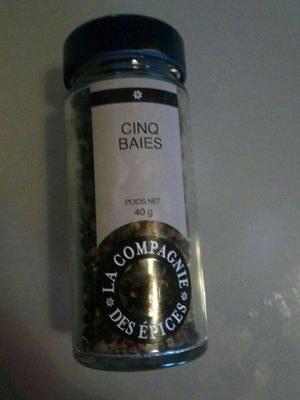 CINQ
BAIES
POIDS NET
40 g
LA COMPAGNIE
DES ÉPICES